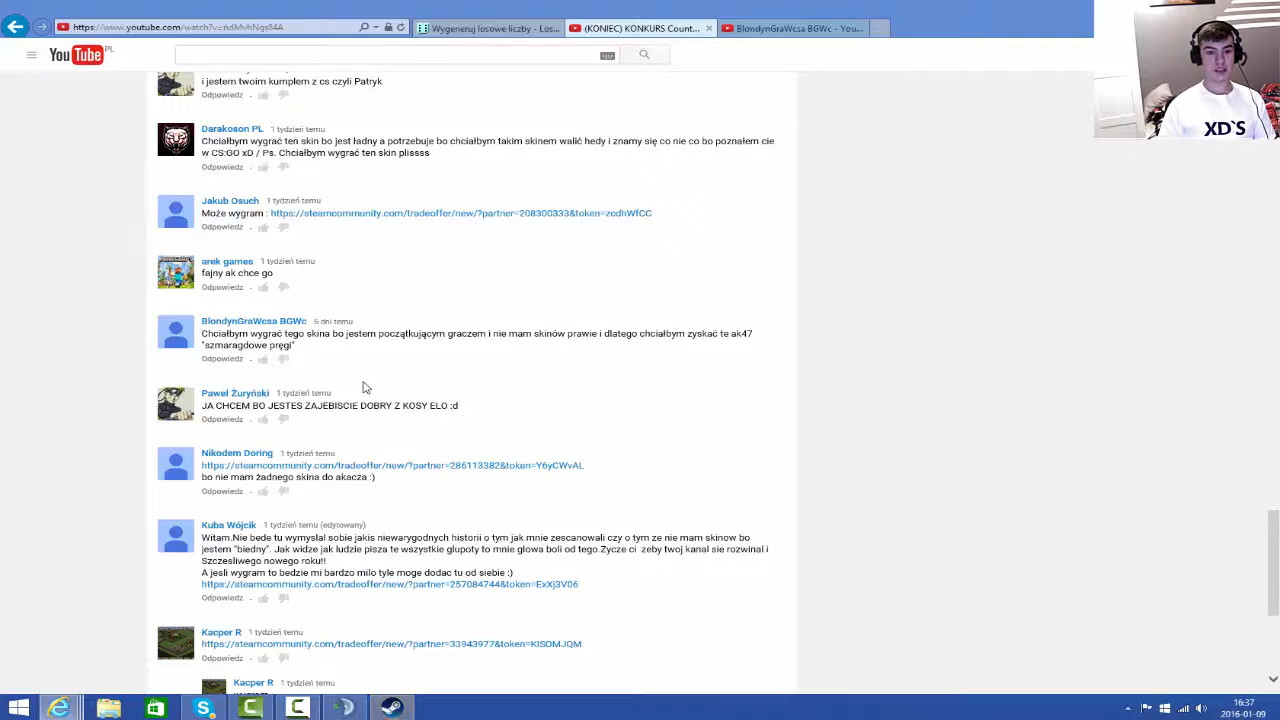 https://www.youtube.com/watch?v=ndMvhNgs84A
Wygeneruj losowe liczby - Los...
(KONIEC) KONKURS Count...
BlondynGraWcsa BGWc - You...
YouTube PL
i jestem twoim kumplem z cs czyli Patryk
Odpowiedz
Darakoson PL 1 tydzień temu
Chciałbym wygrać ten skin bo jest ładny a potrzebuje bo chciałbym takim skinem walić hedy i znamy się co nie co bo poznałem cie
w CS:GO xD / Ps. Chciałbym wygrać ten skin plissss
Odpowiedz
Jakub Osuch 1 tydzień temu
Może wygram : https://steamcommunity.com/tradeoffer/new/?partner=208300333&token=zcdhWfCC
Odpowiedz
arek games 1 tydzień temu
fajny ak chce go
Odpowiedz
BlondynGraWcsa BGWc 6 dni temu
Chciałbym wygrać tego skina bo jestem początkującym graczem i nie mam skinów prawie i dlatego chciałbym zyskać te ak47
"szmaragdowe pręgi"
Odpowiedz
Paweł Żuryński 1 tydzień temu
JA CHCEM BO JESTES ZAJEBISCIE DOBRY Z KOSY ELO :d
Odpowiedz
Nikodem Doring 1 tydzień temu
https://steamcommunity.com/tradeoffer/new/?partner=286113382&token=Y6yCWvAL
bo nie mam żadnego skina do akacza :)
Odpowiedz
Kuba Wójcik 1 tydzień temu (edytowany)
Witam.Nie bede tu wymyslal sobie jakis niewarygodnych historii o tym jak mnie zescanowali czy o tym ze nie mam skinow bo
jestem "biedny". Jak widze jak ludzie pisza te wszystkie glupoty to mnie glowa boli od tego.Zycze ci zeby twoj kanal sie rozwinal i
Szczesliwego nowego roku!!
A jesli wygram to bedzie mi bardzo milo tyle moge dodac tu od siebie :)
https://steamcommunity.com/tradeoffer/new/?partner=257084744&token=ExXj3V06
Odpowiedz
Kacper R 1 tydzień temu
https://steamcommunity.com/tradeoffer/new/?partner=33943977&token=KISOMJQM
Odpowiedz
Kacper R 1 tydzień temu
XD`S
16:37
2016-01-09